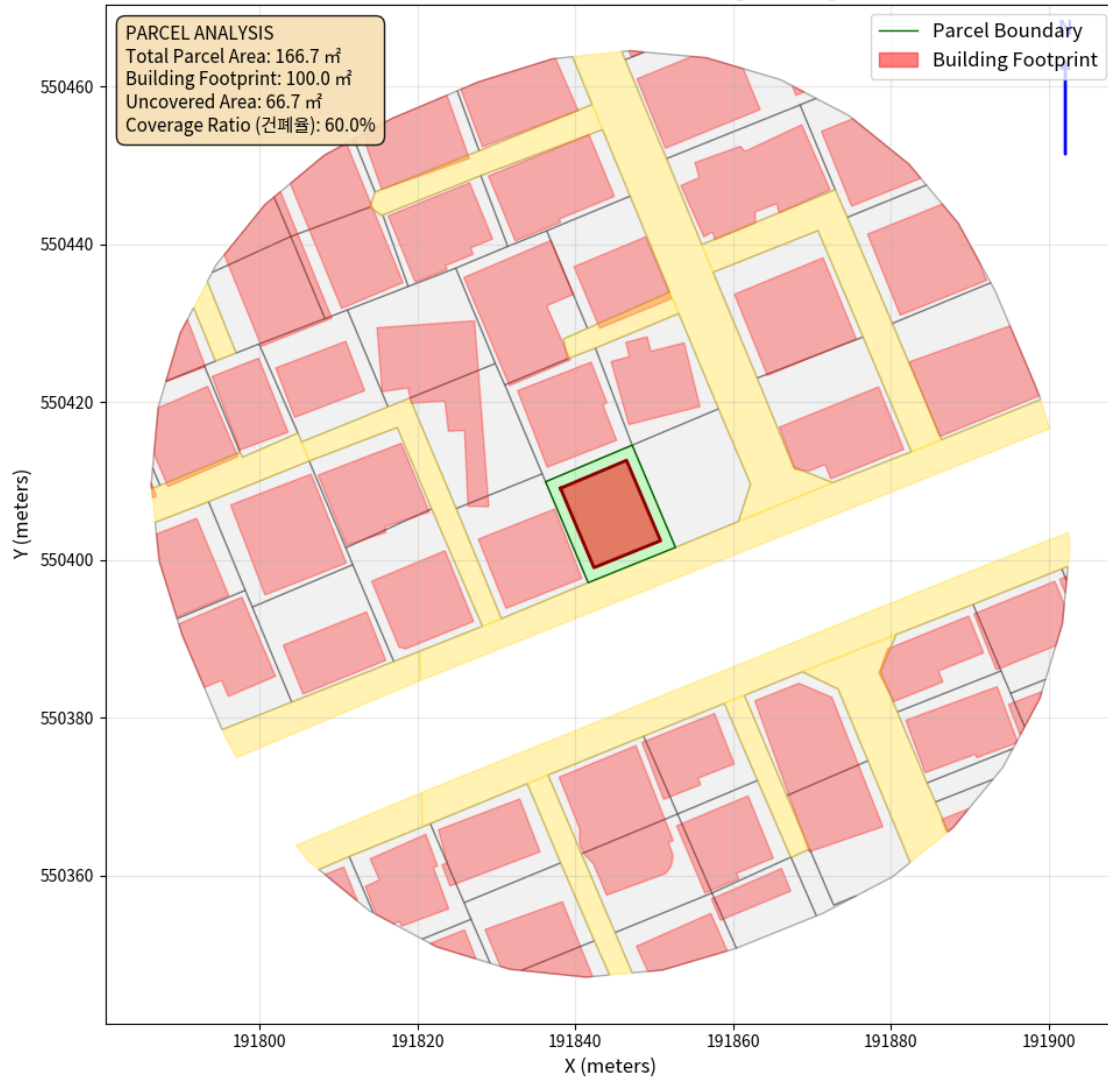 PARCEL ANALYSIS
Total Parcel Area: 166.7 ㎡
Building Footprint: 100.0 ㎡
Uncovered Area: 66.7 ㎡
Coverage Ratio (건폐율): 60.0%
N
Parcel Boundary
Building Footprint
550460
550440
550420
550400
550380
550360
Y (meters)
191800
191820
191840
191860
191880
191900
X (meters)